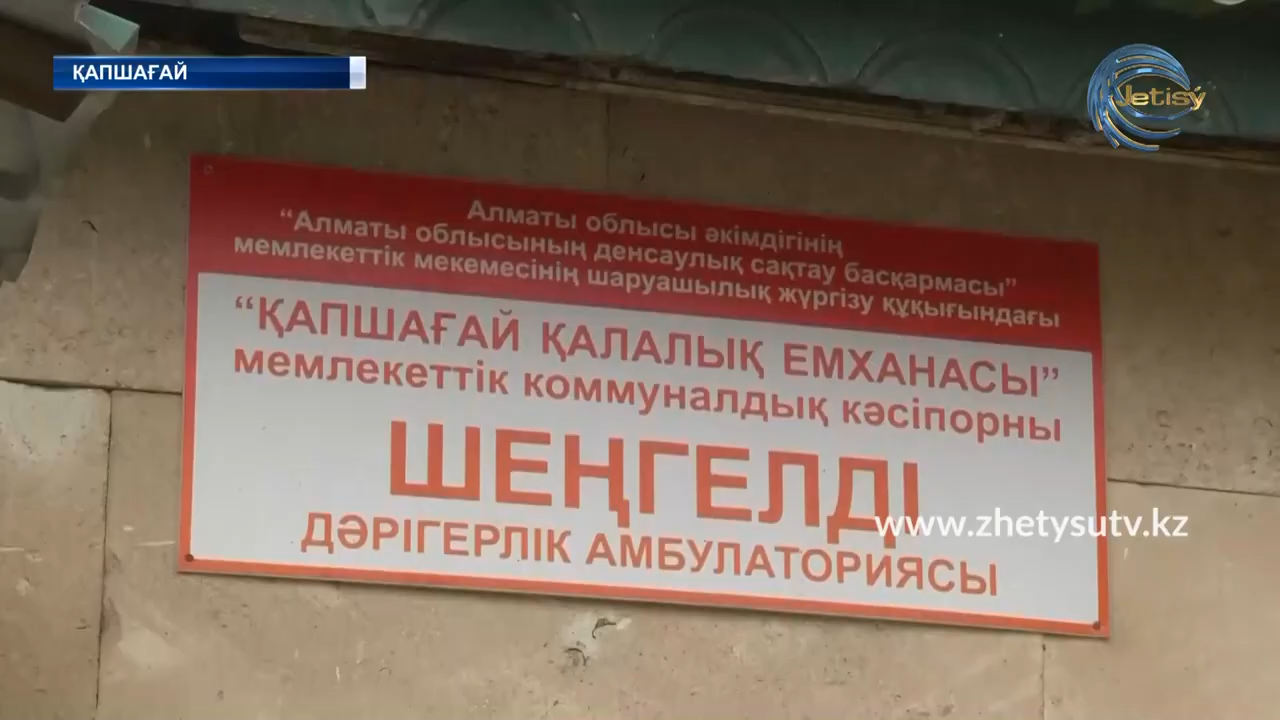 ҚАПШАҒАЙ
Jetisý
Алматы облысы әкімдігінің
“Алматы облысының денсаулық сақтау басқармасы”
мемлекеттік мекемесінің шаруашылық жүргізу құқығындағы
“ҚАПШАҒАЙ ҚАЛАЛЫҚ ЕМХАНАСЫ”
мемлекеттік коммуналдық кәсіпорны
ШЕҢГЕЛДІ
www.zhetysutv.kz
ДӘРІГЕРЛІК АМБУЛАТОРИЯСЫ